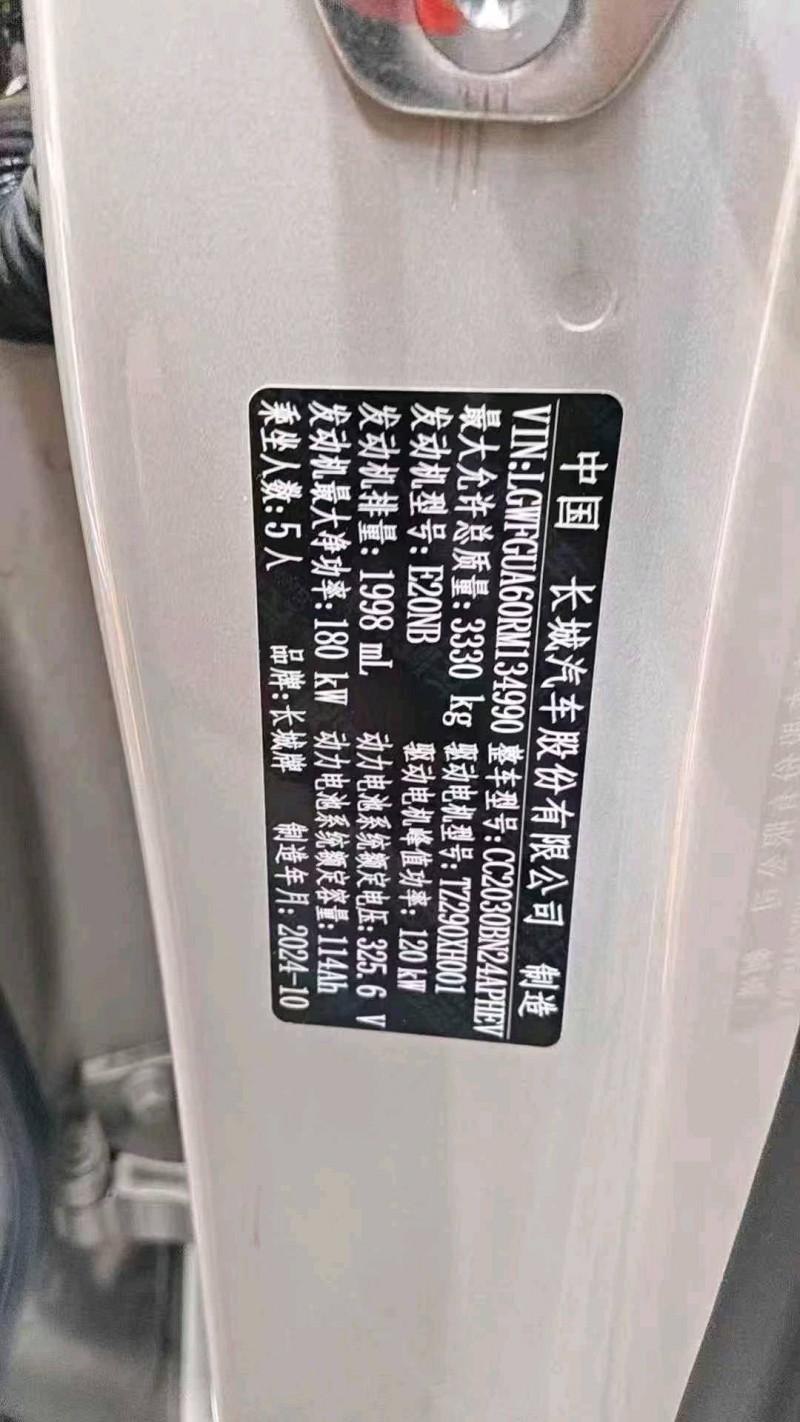 中国 长城汽车股份有限公司 制造
VIN:LGWFGUA60RM134990 整车型号:CC2030BN24APHEV
最大允许总质量:3330 kg 驱动电机型号:TZ290XH001
发动机型号:E20NB 驱动电机峰值功率:120 kW
发动机排量:1998 mL 动力电池系统额定电压:325.6 V
发动机最大净功率:180 kW 动力电池系统额定容量:114Ah
乘坐人数:5人 品牌:长城牌 制造年月:2024-10